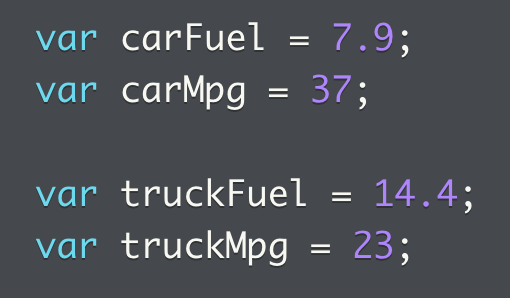 var carFuel = 7.9;
var carMpg = 37;
var truckFuel = 14.4;
var truckMpg = 23;